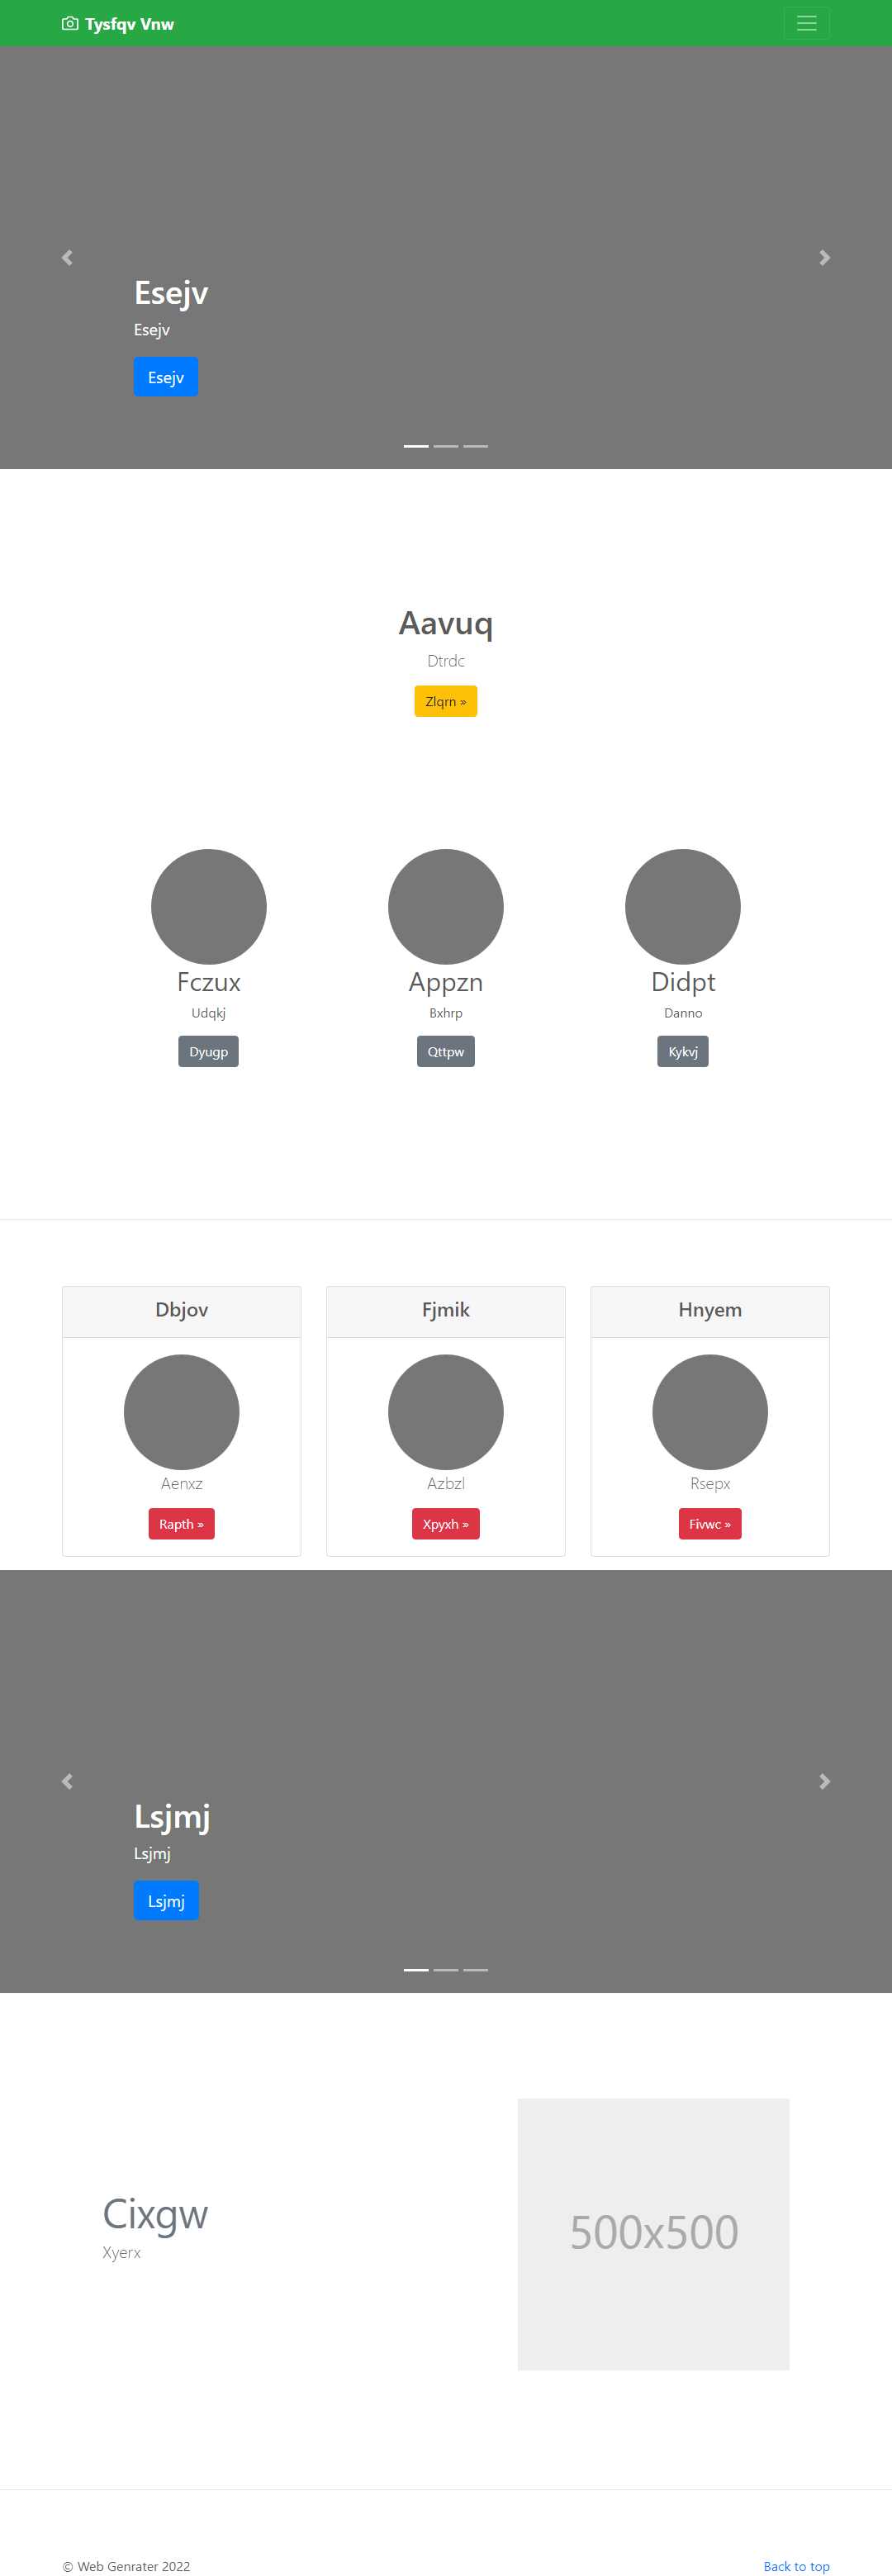 Tysfqv Vnw
Esejv
Esejv
Esejv
Aavuq
Dtrdc
Zlqrn »
Fczux
Udqkj
Dyugp
Appzn
Bxhrp
Qttpw
Didpt
Danno
Kykvj
Dbjov
Aenxz
Rapth »
Fjmik
Azbzl
Xpyxh »
Hnyem
Rsepx
Fivwc »
Lsjmj
Lsjmj
Lsjmj
Cixgw
Xyerx
500x500
© Web Genrater 2022
Back to top